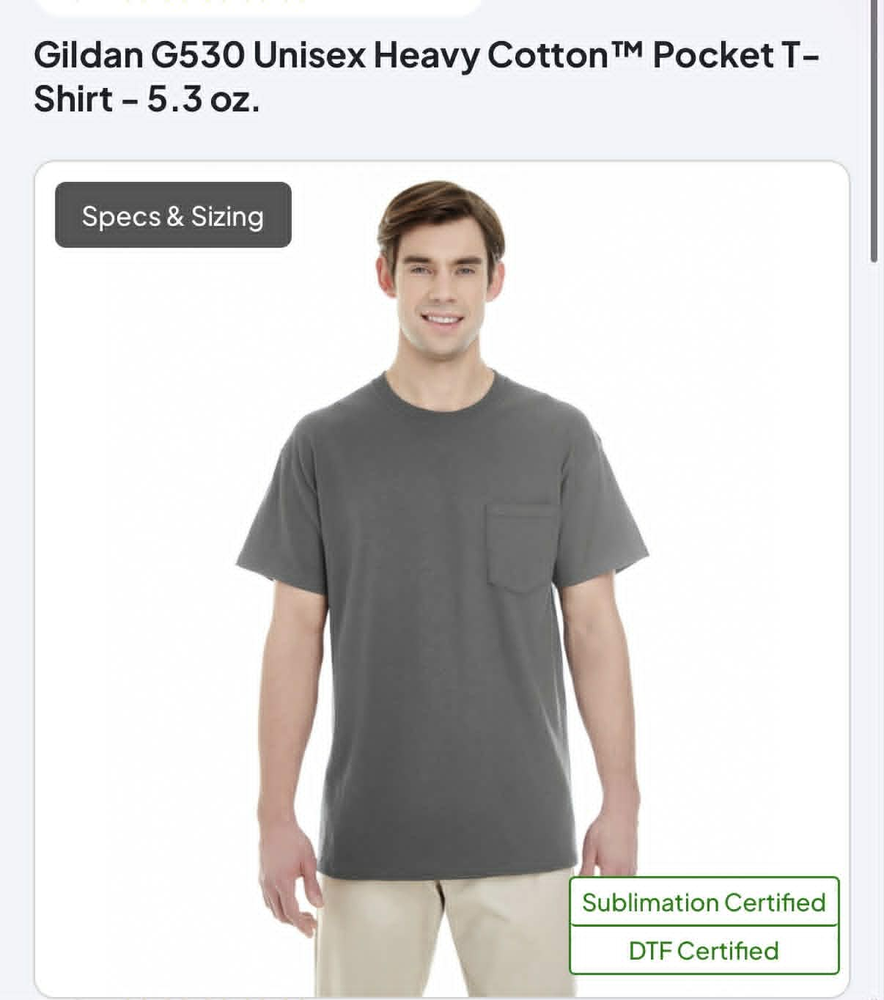 Gildan G530 Unisex Heavy Cotton™ Pocket T-
Shirt - 5.3 oz.
Specs & Sizing
Sublimation Certified
DTF Certified